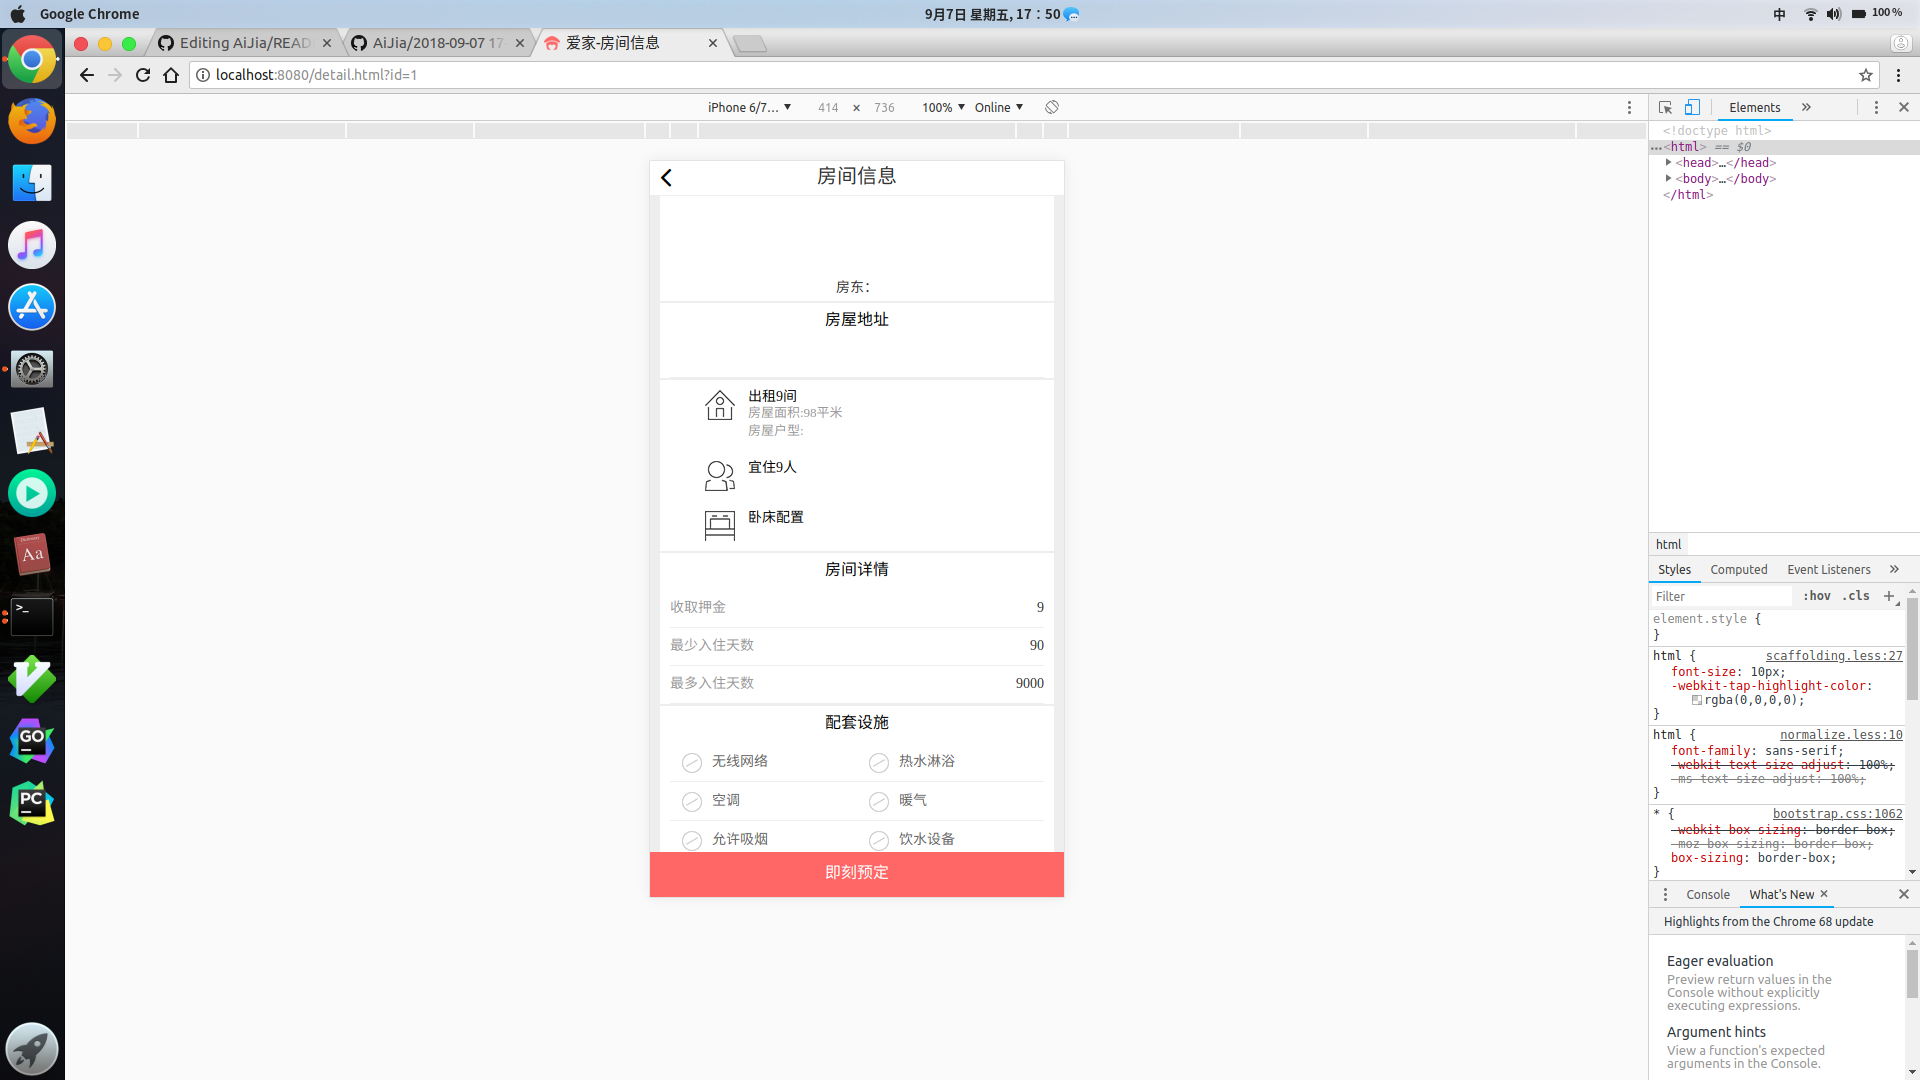 Google Chrome
9月7日 星期五, 17：50
中
100%
Editing AiJia/READ
AiJia/2018-09-07 17-
爱家-房间信息
localhost:8080/detail.html?id=1
iPhone 6/7… ▼ 414 × 736 100% ▼ Online ▼
Elements »
<!doctype html>
…<html> == $0
<head>…</head>
<body>…</body>
</html>
房间信息
房东:
房屋地址
出租9间
房屋面积:98平米
房屋户型:
宜住9人
卧床配置
房间详情
收取押金 9
最少入住天数 90
最多入住天数 9000
配套设施
无线网络 热水淋浴
空调 暖气
允许吸烟 饮水设备
即刻预定
html
Styles Computed Event Listeners »
Filter :hov .cls +
element.style {
}
html { scaffolding.less:27
font-size: 10px;
-webkit-tap-highlight-color:
rgba(0,0,0,0);
}
html { normalize.less:10
font-family: sans-serif;
-webkit-text-size-adjust: 100%;
-ms-text-size-adjust: 100%;
}
* { bootstrap.css:1062
-webkit-box-sizing: border-box;
-moz-box-sizing: border-box;
box-sizing: border-box;
}
Console What's New ×
Highlights from the Chrome 68 update
Eager evaluation
Preview return values in the
Console without explicitly
executing expressions.
Argument hints
View a function's expected
arguments in the Console.
Aa
>_
GO
PC